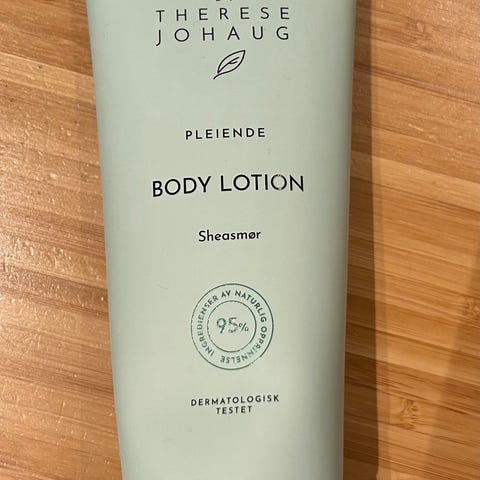 THERESE
JOHAUG
PLEIENDE
BODY LOTION
Sheasmør
INGREDIENSER AV NATURLIG OPPRINNELSE
95%
DERMATOLOGISK
TESTET